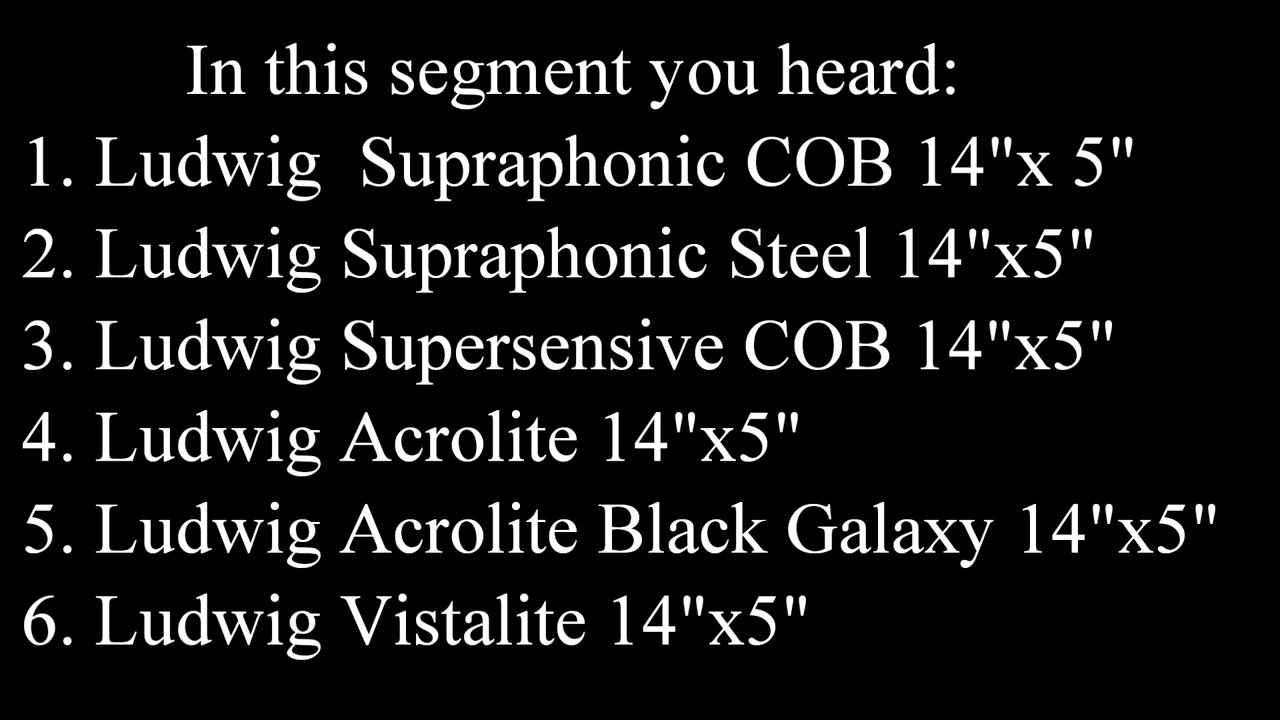 In this segment you heard:
1. Ludwig  Supraphonic COB 14"x 5"
2. Ludwig Supraphonic Steel 14"x5"
3. Ludwig Supersensive COB 14"x5"
4. Ludwig Acrolite 14"x5"
5. Ludwig Acrolite Black Galaxy 14"x5"
6. Ludwig Vistalite 14"x5"